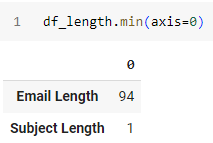 1 df_length.min(axis=0)
0
Email Length 94
Subject Length 1